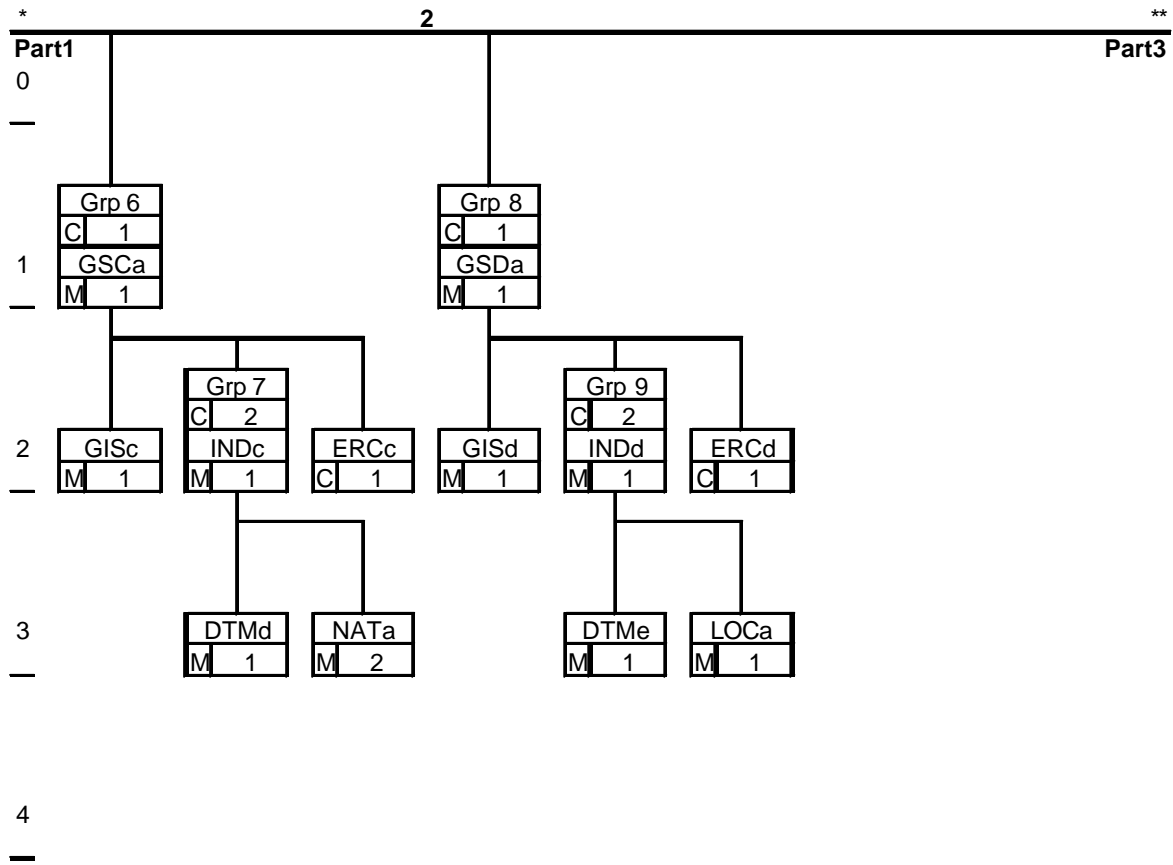 * 2 **
Part1 Part3
0
Grp 6 Grp 8
C 1 C 1
1 GSCa GSDa
M 1 M 1
Grp 7 Grp 9
C 2 C 2
2 GISc INDc ERCc GISd INDd ERCd
M 1 M 1 C 1 M 1 M 1 C 1
3 DTMd NATa DTMe LOCa
M 1 M 2 M 1 M 1
4